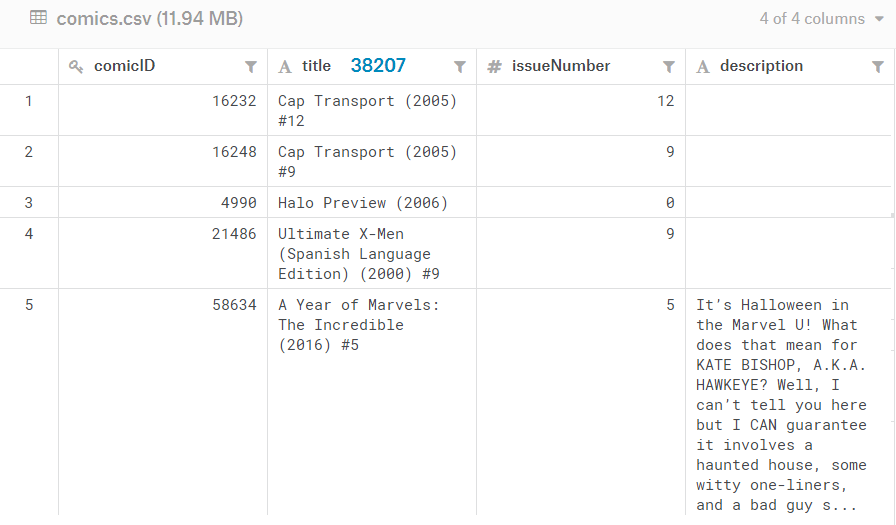 comics.csv (11.94 MB)
4 of 4 columns
comicID
A title 38207
# issueNumber
A description
1
16232
Cap Transport (2005)
#12
12
2
16248
Cap Transport (2005)
#9
9
3
4990
Halo Preview (2006)
0
4
21486
Ultimate X-Men
(Spanish Language
Edition) (2000) #9
9
5
58634
A Year of Marvels:
The Incredible
(2016) #5
5
It’s Halloween in
the Marvel U! What
does that mean for
KATE BISHOP, A.K.A.
HAWKEYE? Well, I
can’t tell you here
but I CAN guarantee
it involves a
haunted house, some
witty one-liners,
and a bad guy s...